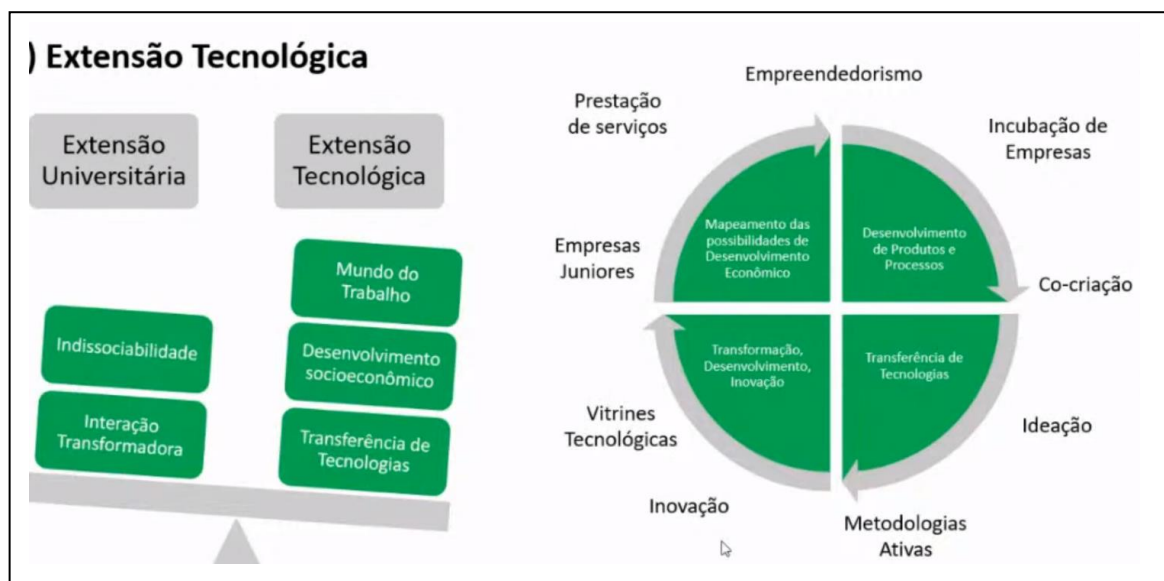 ) Extensão Tecnológica
Extensão
Universitária
Extensão
Tecnológica
Indissociabilidade
Interação
Transformadora
Mundo do
Trabalho
Desenvolvimento
socioeconômico
Transferência de
Tecnologias
Empreendedorismo
Prestação
de serviços
Incubação de
Empresas
Empresas
Juniores
Co-criação
Vitrines
Tecnológicas
Ideação
Inovação
Metodologias
Ativas
Mapeamento das
possibilidades de
Desenvolvimento
Econômico
Desenvolvimento
de Produtos e
Processos
Transformação,
Desenvolvimento,
Inovação
Transferência de
Tecnologias